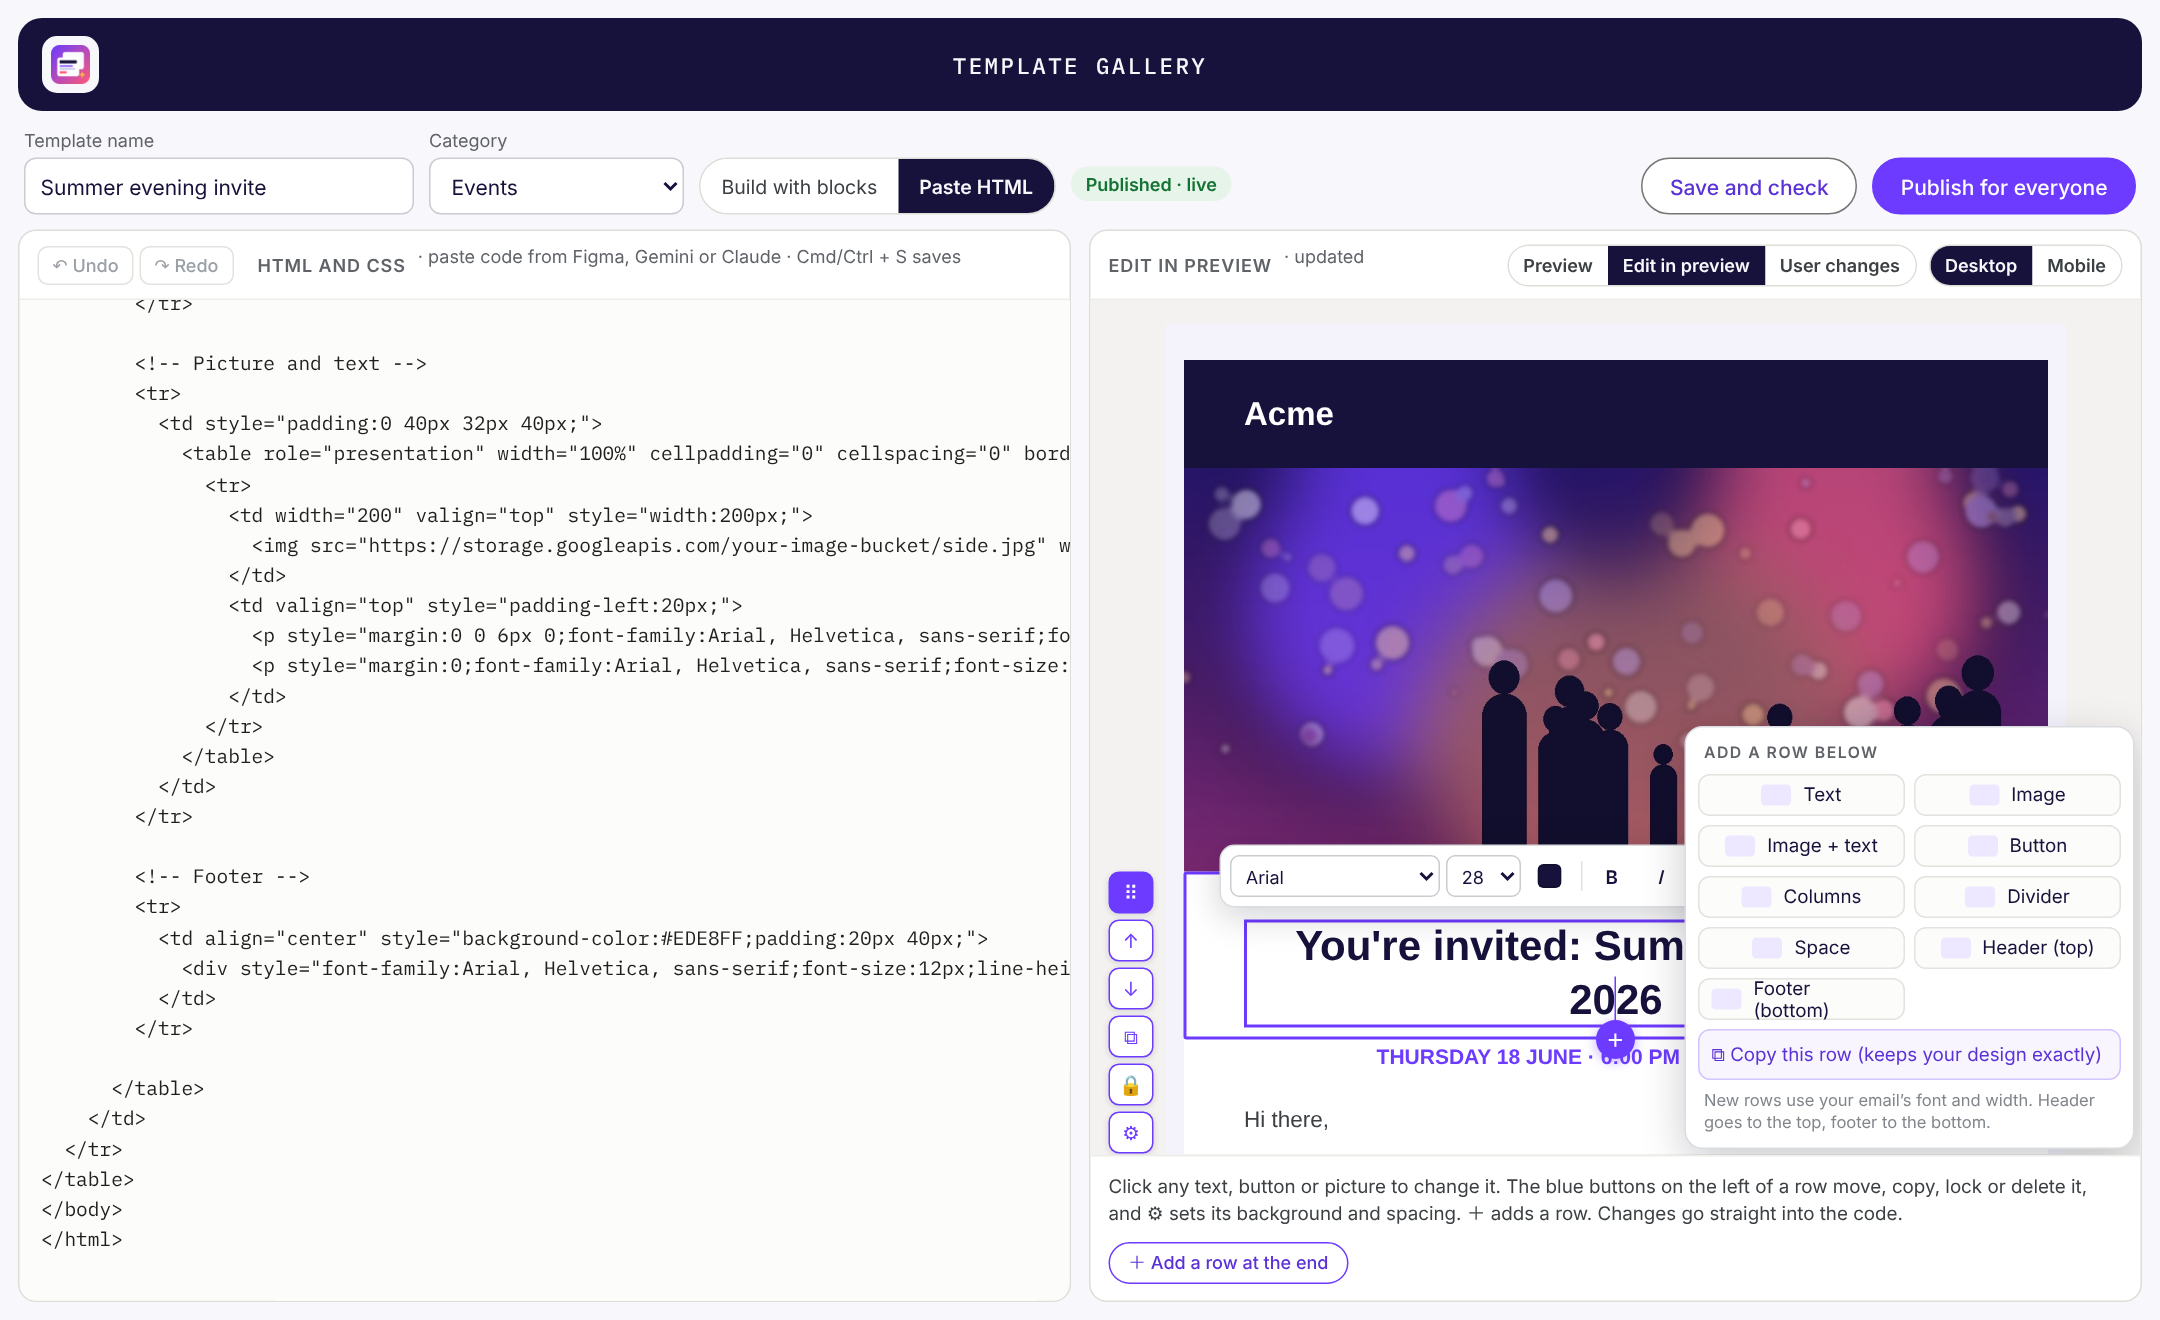 TEMPLATE GALLERY
Template name
Category
Summer evening invite
Events
Build with blocks
Paste HTML
Published · live
Save and check
Publish for everyone
↶ Undo
↷ Redo
HTML AND CSS
· paste code from Figma, Gemini or Claude · Cmd/Ctrl + S saves
</tr>
<!-- Picture and text -->
<tr>
<td style="padding:0 40px 32px 40px;">
<table role="presentation" width="100%" cellpadding="0" cellspacing="0" bord
<tr>
<td width="200" valign="top" style="width:200px;">
<img src="https://storage.googleapis.com/your-image-bucket/side.jpg" w
</td>
<td valign="top" style="padding-left:20px;">
<p style="margin:0 0 6px 0;font-family:Arial, Helvetica, sans-serif;fo
<p style="margin:0;font-family:Arial, Helvetica, sans-serif;font-size:
</td>
</tr>
</table>
</td>
</tr>
<!-- Footer -->
<tr>
<td align="center" style="background-color:#EDE8FF;padding:20px 40px;">
<div style="font-family:Arial, Helvetica, sans-serif;font-size:12px;line-hei
</td>
</tr>
</table>
</td>
</tr>
</table>
</body>
</html>
EDIT IN PREVIEW
· updated
Preview
Edit in preview
User changes
Desktop
Mobile
Acme
Arial
28
B
I
You're invited: Sum
2026
THURSDAY 18 JUNE · 6:00 PM
Hi there,
ADD A ROW BELOW
Text
Image
Image + text
Button
Columns
Divider
Space
Header (top)
Footer
(bottom)
⧉ Copy this row (keeps your design exactly)
New rows use your email's font and width. Header
goes to the top, footer to the bottom.
Click any text, button or picture to change it. The blue buttons on the left of a row move, copy, lock or delete it,
and ⚙ sets its background and spacing. + adds a row. Changes go straight into the code.
+ Add a row at the end